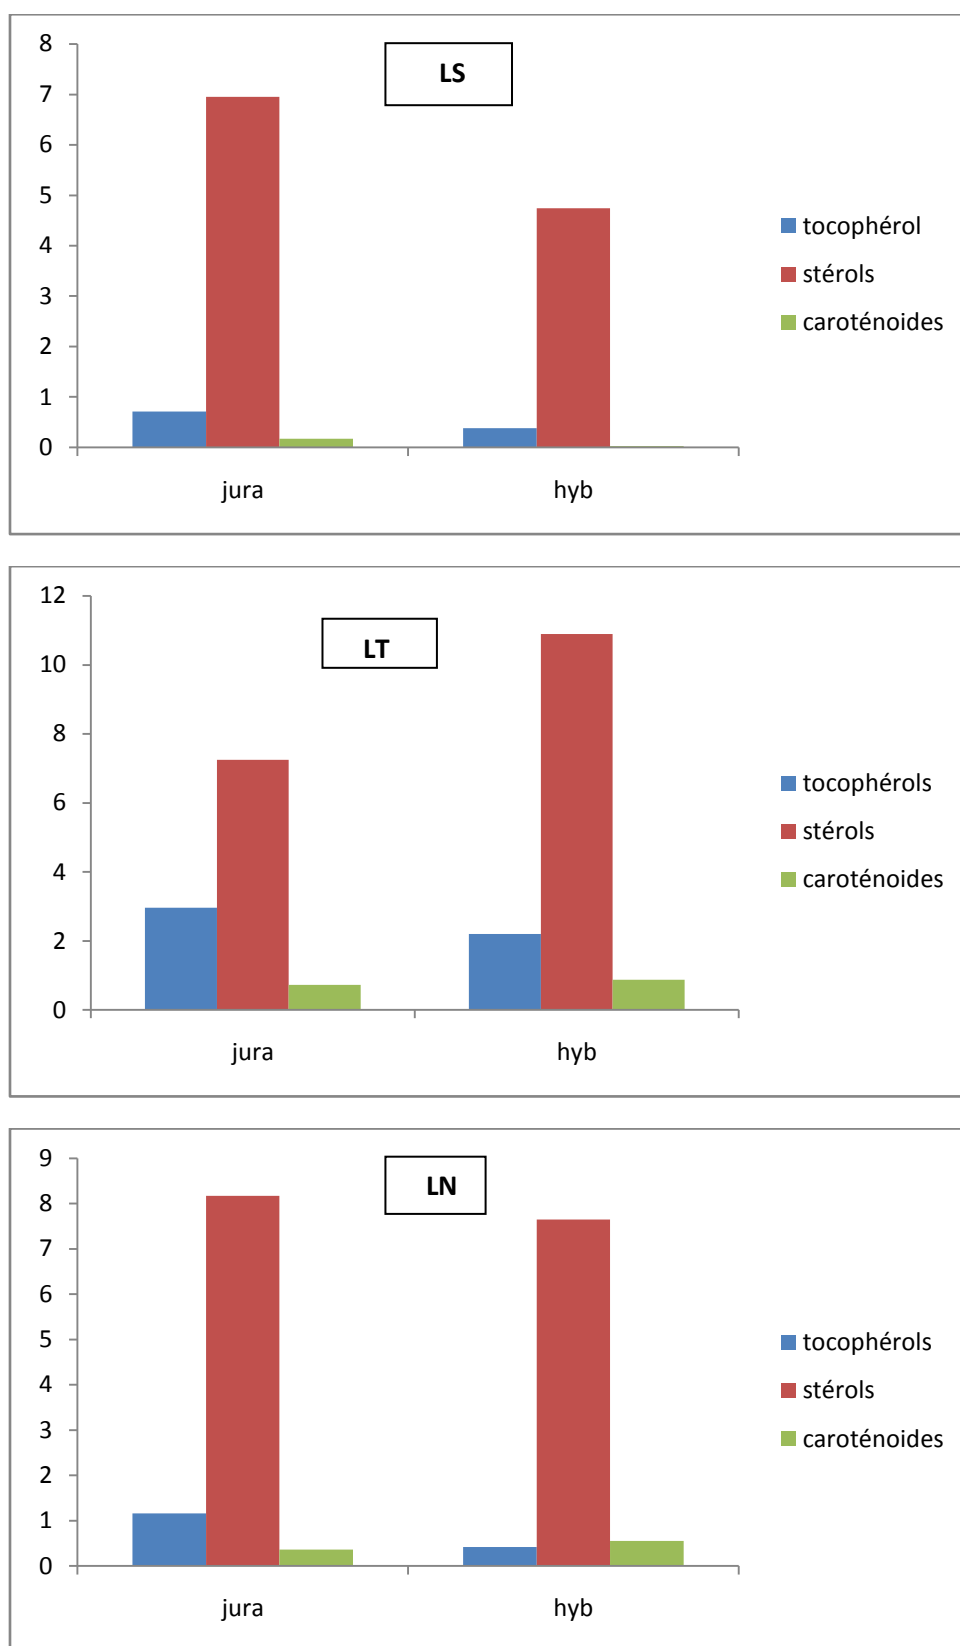 LS
8
7
6
5
4
3
2
1
0
jura
hyb
tocophérol
stérols
caroténoides
LT
12
10
8
6
4
2
0
jura
hyb
tocophérols
stérols
caroténoides
LN
9
8
7
6
5
4
3
2
1
0
jura
hyb
tocophérols
stérols
caroténoides